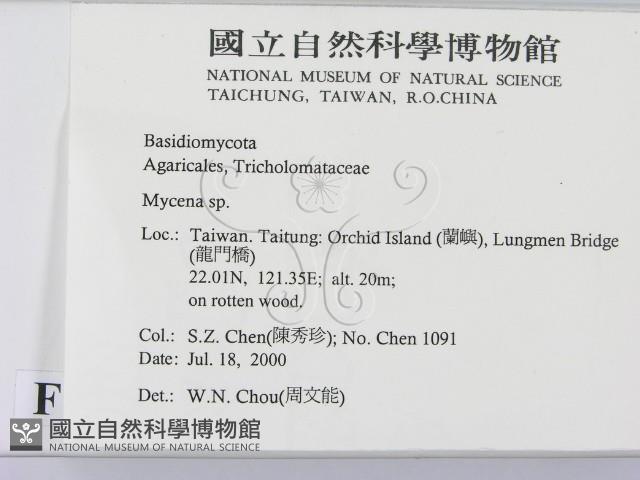 國立自然科學博物館
NATIONAL MUSEUM OF NATURAL SCIENCE
TAICHUNG, TAIWAN, R.O.CHINA
Basidiomycota
Agaricales, Tricholomataceae
Mycena sp.
Loc.: Taiwan. Taitung: Orchid Island (蘭嶼), Lungmen Bridge
(龍門橋)
22.01N, 121.35E; alt. 20m;
on rotten wood.
Col.: S.Z. Chen(陳秀珍); No. Chen 1091
Date: Jul. 18, 2000
Det.: W.N. Chou(周文能)
F
國立自然科學博物館
NATIONAL MUSEUM OF NATURAL SCIENCE